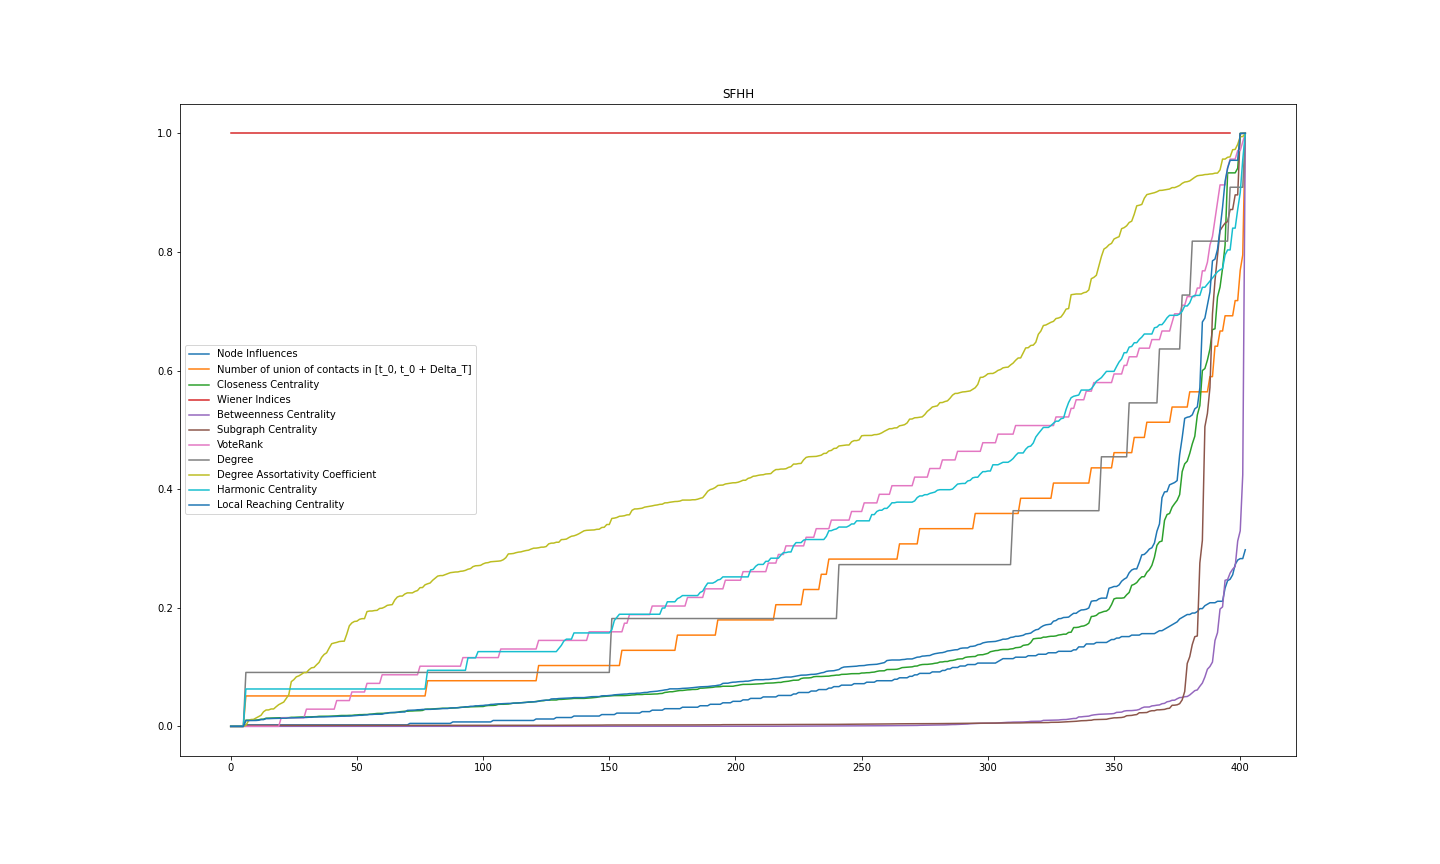 SFHH
1.0
0.8
0.6
0.4
0.2
0.0
Node Influences
Number of union of contacts in [t_0, t_0 + Delta_T]
Closeness Centrality
Wiener Indices
Betweenness Centrality
Subgraph Centrality
VoteRank
Degree
Degree Assortativity Coefficient
Harmonic Centrality
Local Reaching Centrality
0 50 100 150 200 250 300 350 400